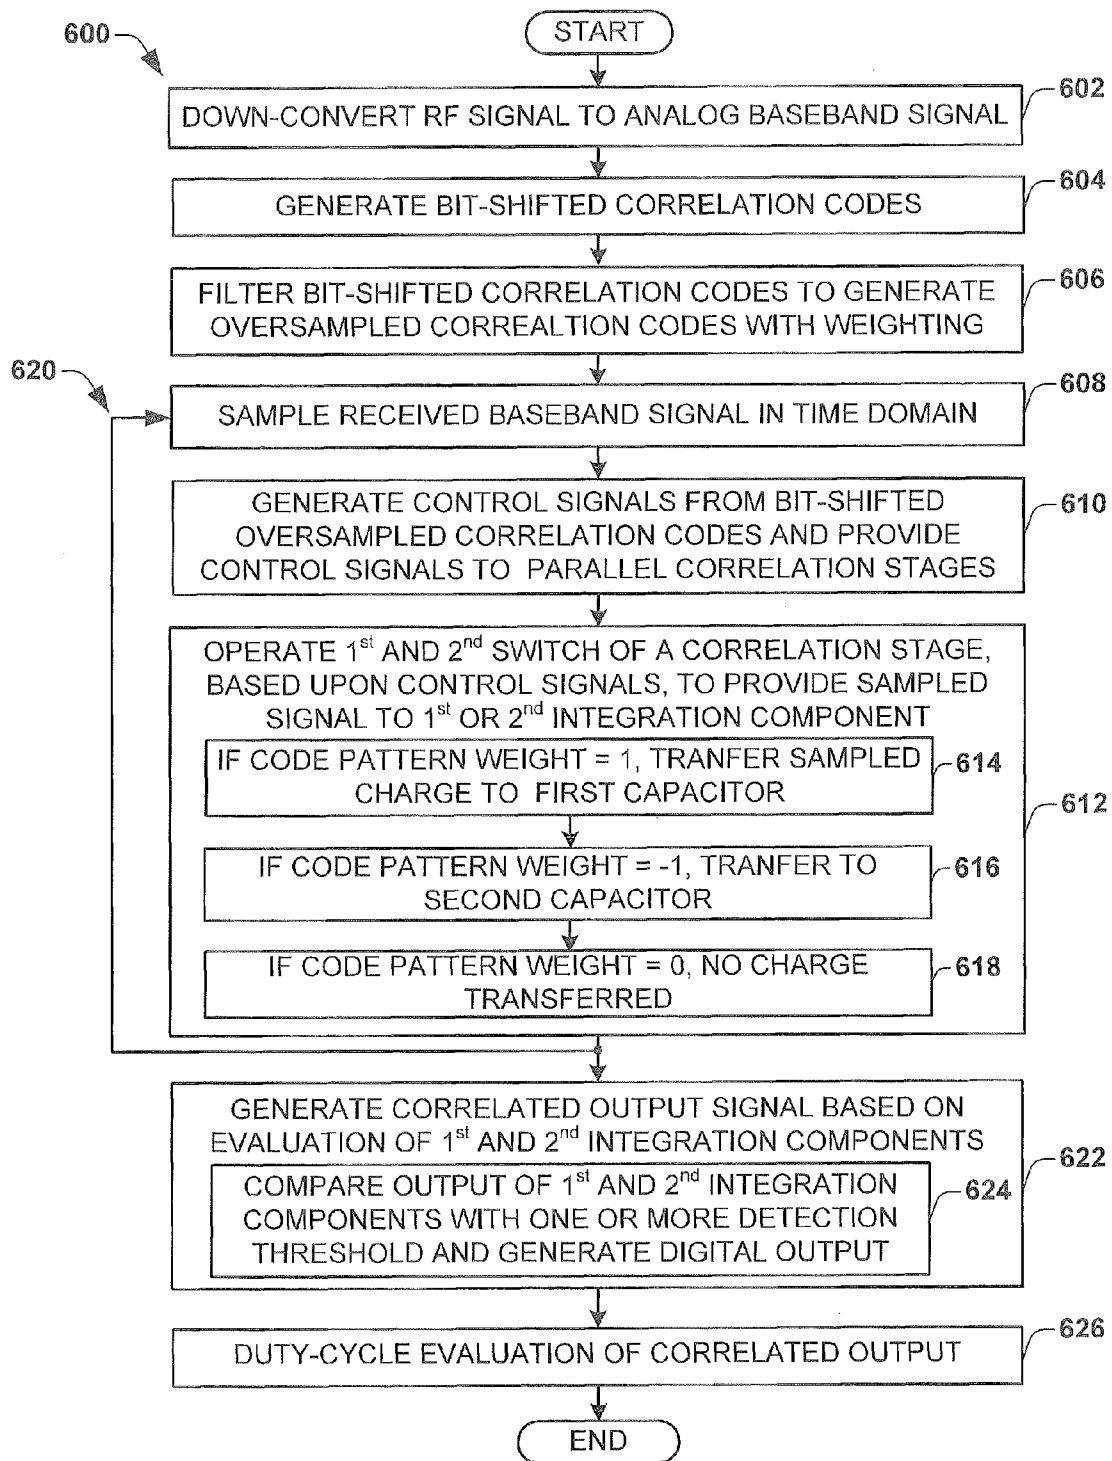 START
600
DOWN-CONVERT RF SIGNAL TO ANALOG BASEBAND SIGNAL
602
GENERATE BIT-SHIFTED CORRELATION CODES
604
FILTER BIT-SHIFTED CORRELATION CODES TO GENERATE
OVERSAMPLED CORREALTION CODES WITH WEIGHTING
606
620
SAMPLE RECEIVED BASEBAND SIGNAL IN TIME DOMAIN
608
GENERATE CONTROL SIGNALS FROM BIT-SHIFTED
OVERSAMPLED CORRELATION CODES AND PROVIDE
CONTROL SIGNALS TO PARALLEL CORRELATION STAGES
610
OPERATE 1st AND 2nd SWITCH OF A CORRELATION STAGE,
BASED UPON CONTROL SIGNALS, TO PROVIDE SAMPLED
SIGNAL TO 1st OR 2nd INTEGRATION COMPONENT
IF CODE PATTERN WEIGHT = 1, TRANFER SAMPLED
CHARGE TO FIRST CAPACITOR
614
612
IF CODE PATTERN WEIGHT = -1, TRANFER TO
SECOND CAPACITOR
616
IF CODE PATTERN WEIGHT = 0, NO CHARGE
TRANSFERRED
618
GENERATE CORRELATED OUTPUT SIGNAL BASED ON
EVALUATION OF 1st AND 2nd INTEGRATION COMPONENTS
622
COMPARE OUTPUT OF 1st AND 2nd INTEGRATION
COMPONENTS WITH ONE OR MORE DETECTION
THRESHOLD AND GENERATE DIGITAL OUTPUT
624
DUTY-CYCLE EVALUATION OF CORRELATED OUTPUT
626
END